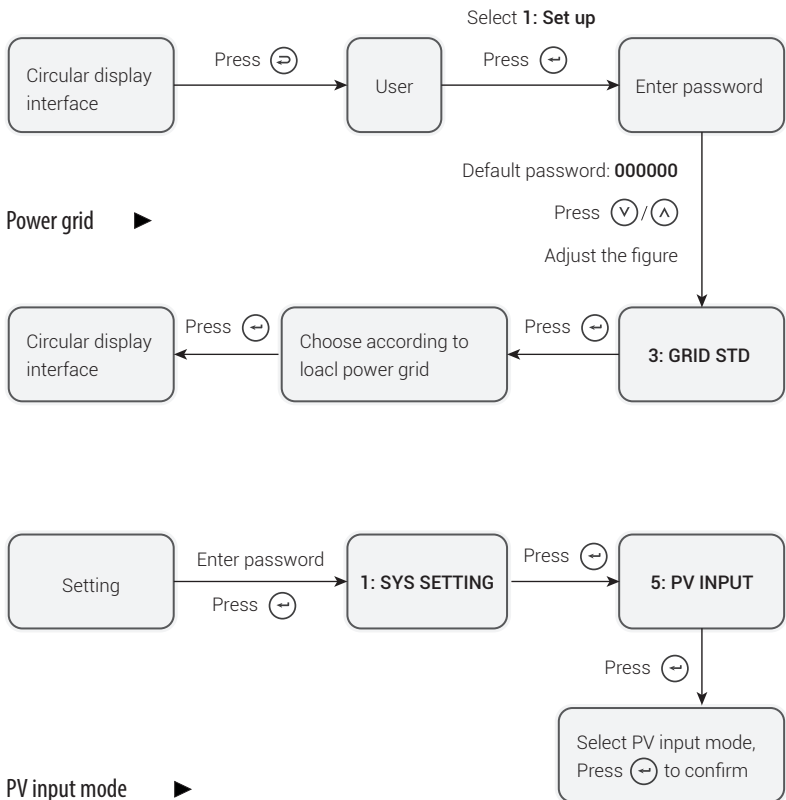 Select 1: Set up
Press
Press
Circular display
interface
User
Enter password
Default password: 000000
Press /
Adjust the figure
Power grid
Circular display
interface
Press
Choose according to
loacl power grid
Press
3: GRID STD
Setting
Enter password
Press
1: SYS SETTING
Press
5: PV INPUT
Press
Select PV input mode,
Press to confirm
PV input mode